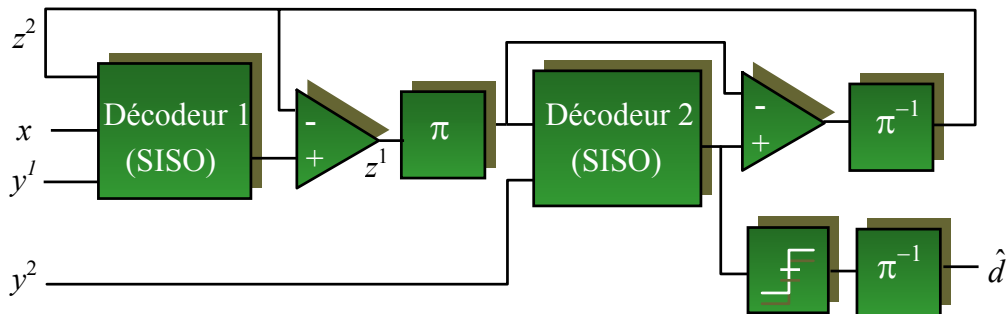 z²
x
y¹
y²
Décodeur 1
(SISO)
-
+
z¹
π
Décodeur 2
(SISO)
-
+
π⁻¹
π⁻¹
d̂